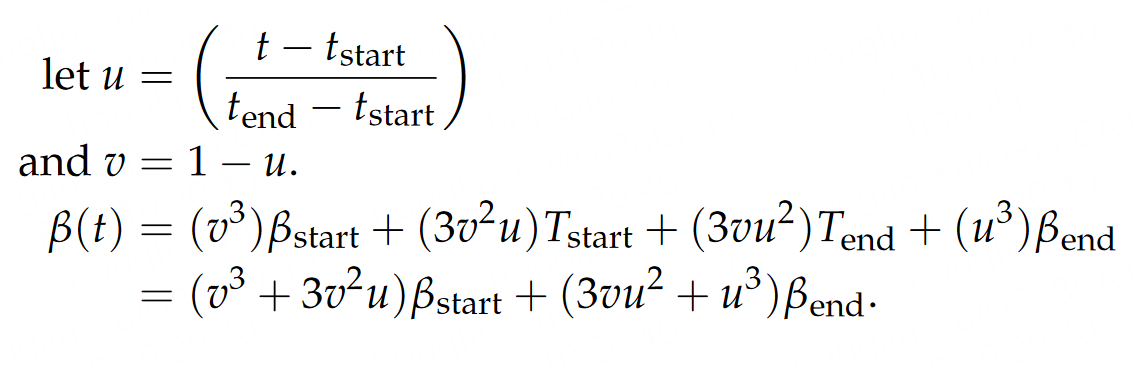 let u = ( (t − t_start) / (t_end − t_start) )
and v = 1 − u.
β(t) = (v³)β_start + (3v²u)T_start + (3vu²)T_end + (u³)β_end
= (v³ + 3v²u)β_start + (3vu² + u³)β_end.